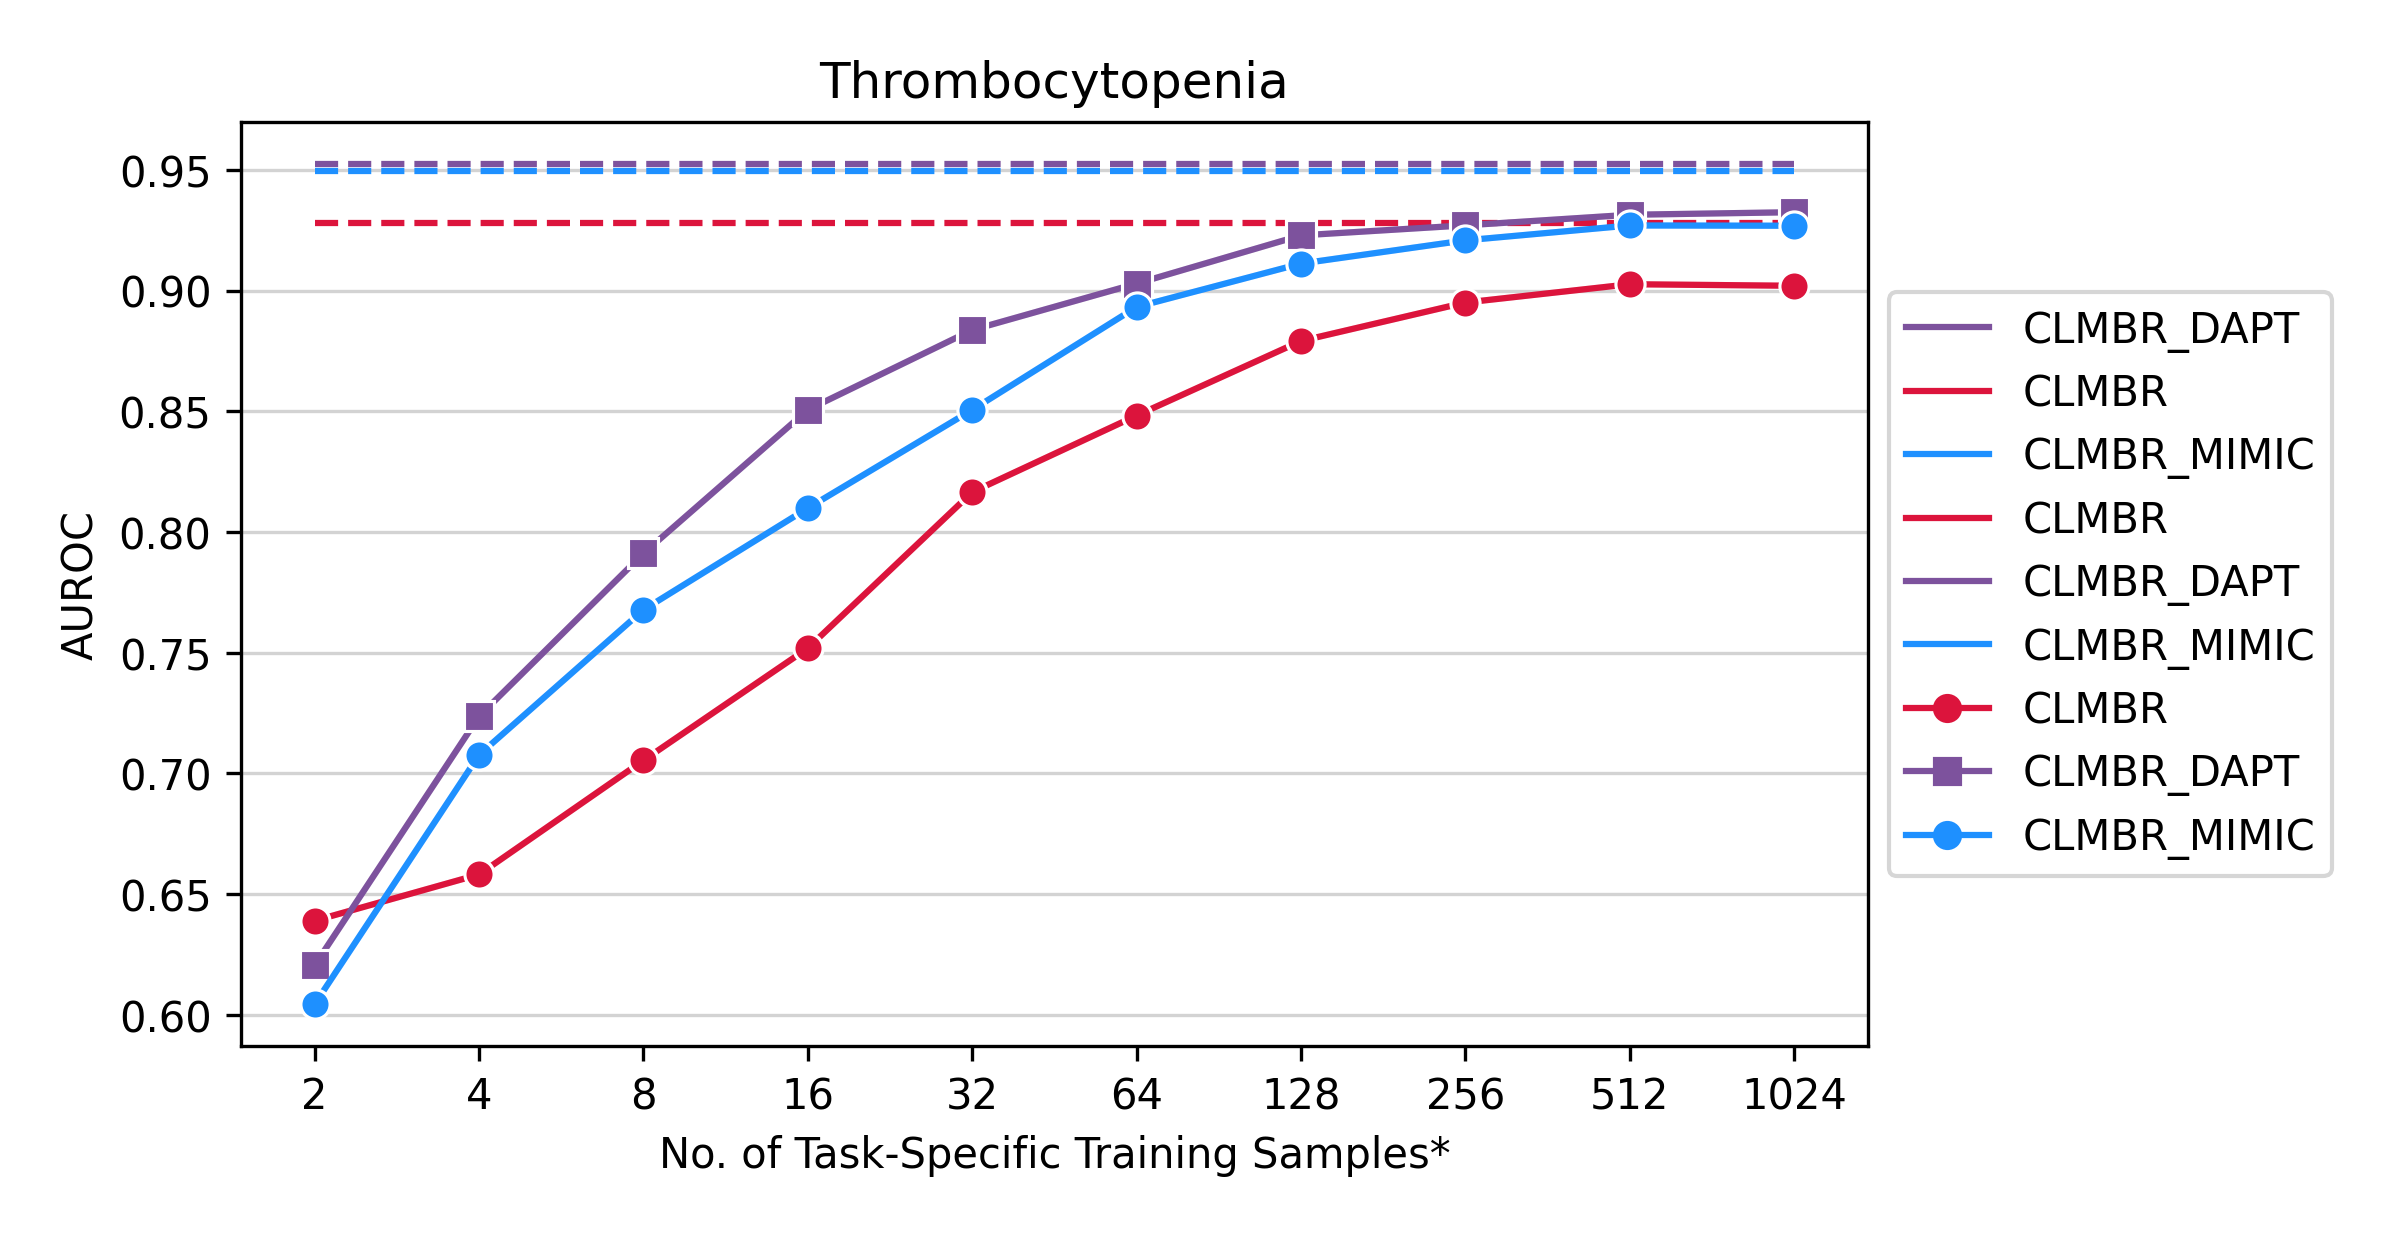 Thrombocytopenia
0.95
0.90
0.85
0.80
0.75
0.70
0.65
0.60
AUROC
2 4 8 16 32 64 128 256 512 1024
No. of Task-Specific Training Samples*
CLMBR_DAPT
CLMBR
CLMBR_MIMIC
CLMBR
CLMBR_DAPT
CLMBR_MIMIC
CLMBR
CLMBR_DAPT
CLMBR_MIMIC